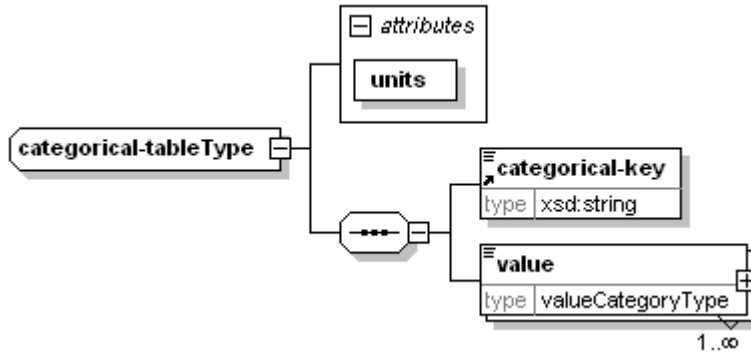 attributes
units
categorical-tableType
categorical-key
type xsd:string
value
type valueCategoryType
1..∞